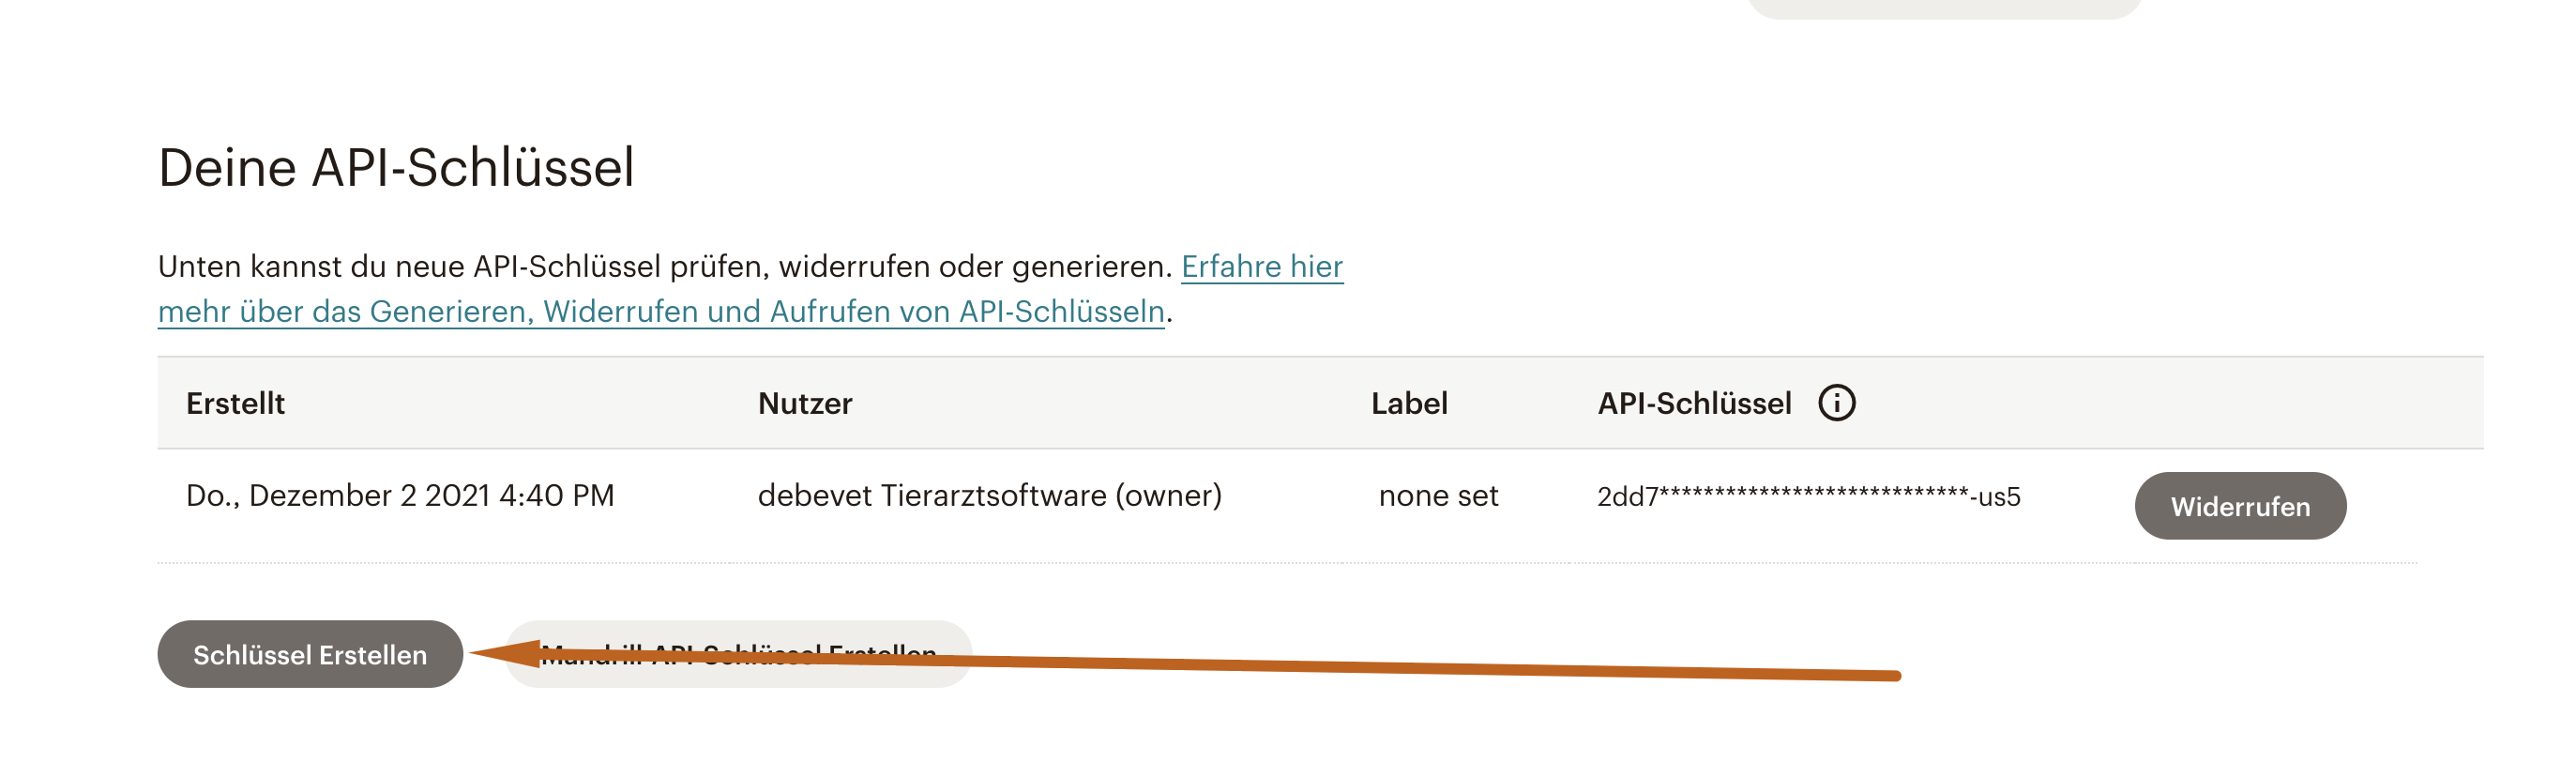 Deine API-Schlüssel
Unten kannst du neue API-Schlüssel prüfen, widerrufen oder generieren. Erfahre hier
mehr über das Generieren, Widerrufen und Aufrufen von API-Schlüsseln.
Erstellt Nutzer Label API-Schlüssel
Do., Dezember 2 2021 4:40 PM debevet Tierarztsoftware (owner) none set 2dd7****************************-us5 Widerrufen
Schlüssel Erstellen Mandrill-API-Schlüssel Erstellen